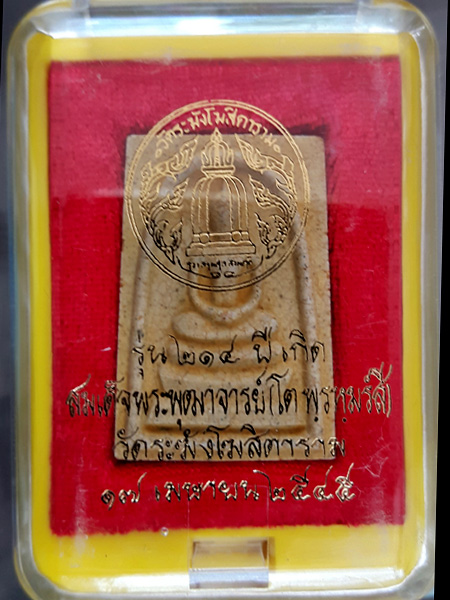 วัดระฆังโฆสิตาราม
รุ่น ๒๑๔ ปี เกิด
สมเด็จพระพุฒาจารย์(โต พฺรหฺมรํสี)
วัดระฆังโฆสิตาราม
๑๗ เมษายน ๒๕๔๕